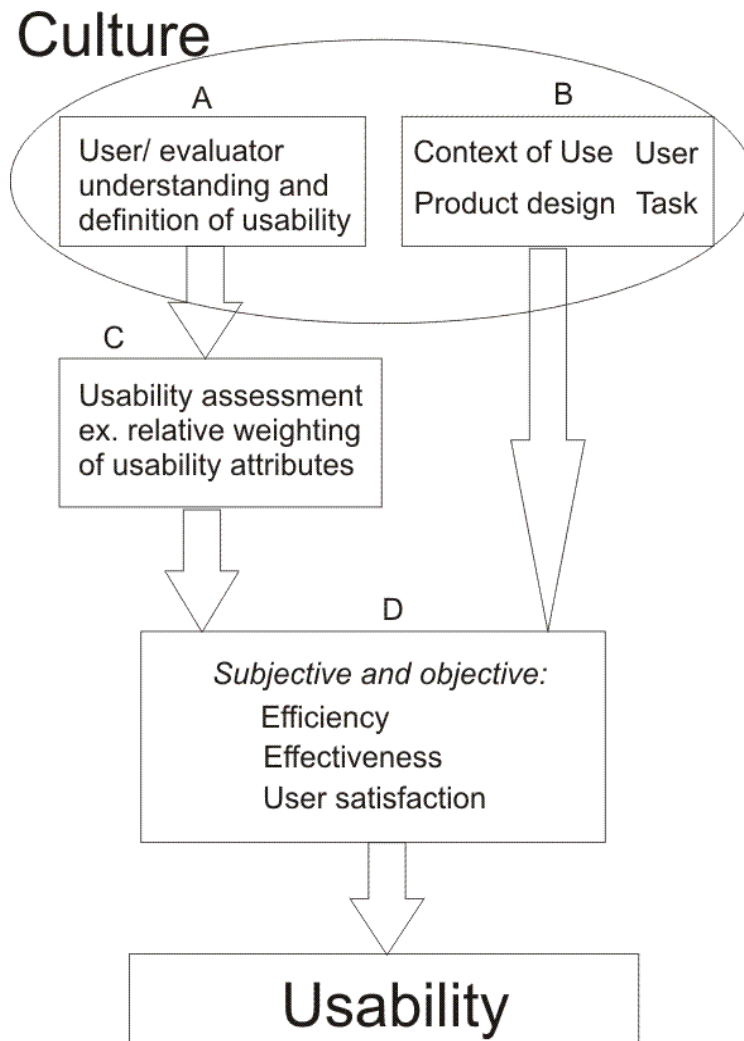 Culture
A
User/ evaluator
understanding and
definition of usability
B
Context of Use User
Product design Task
C
Usability assessment
ex. relative weighting
of usability attributes
D
Subjective and objective:
Efficiency
Effectiveness
User satisfaction
Usability